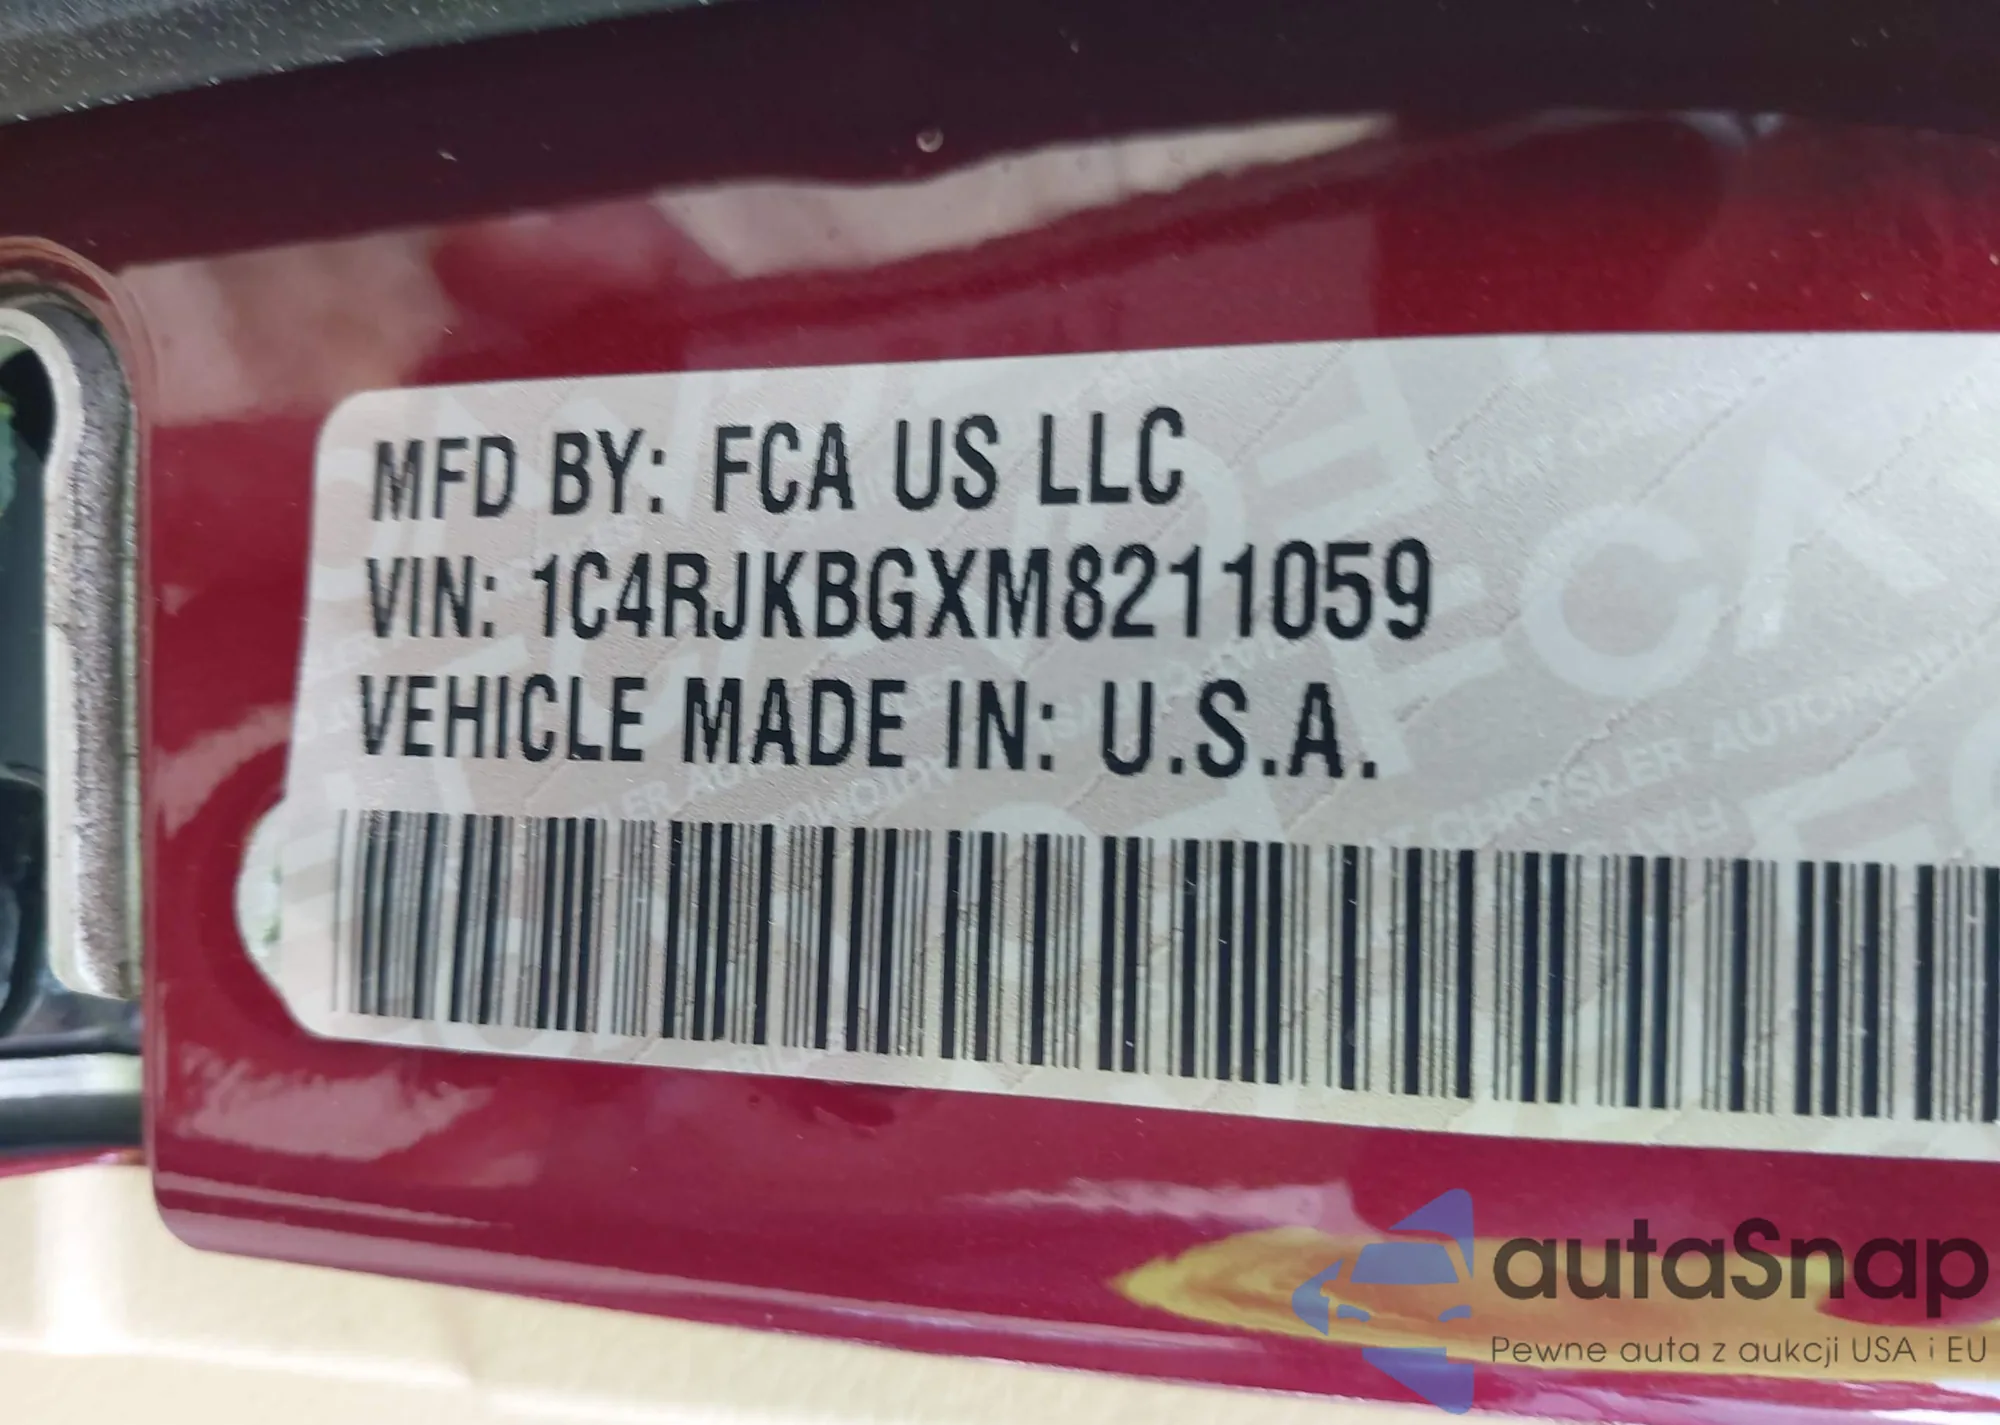 MFD BY: FCA US LLC
VIN: 1C4RJKBGXM8211059
VEHICLE MADE IN: U.S.A.
autaSnap
Pewne auta z aukcji USA i EU